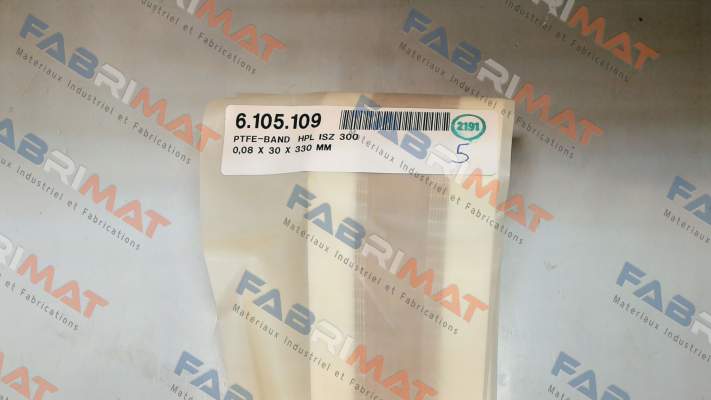 6.105.109
2191
PTFE-BAND HPL ISZ 300
0,08 X 30 X 330 MM
5
FABRIMAT
Matériaux Industriel et Fabrications